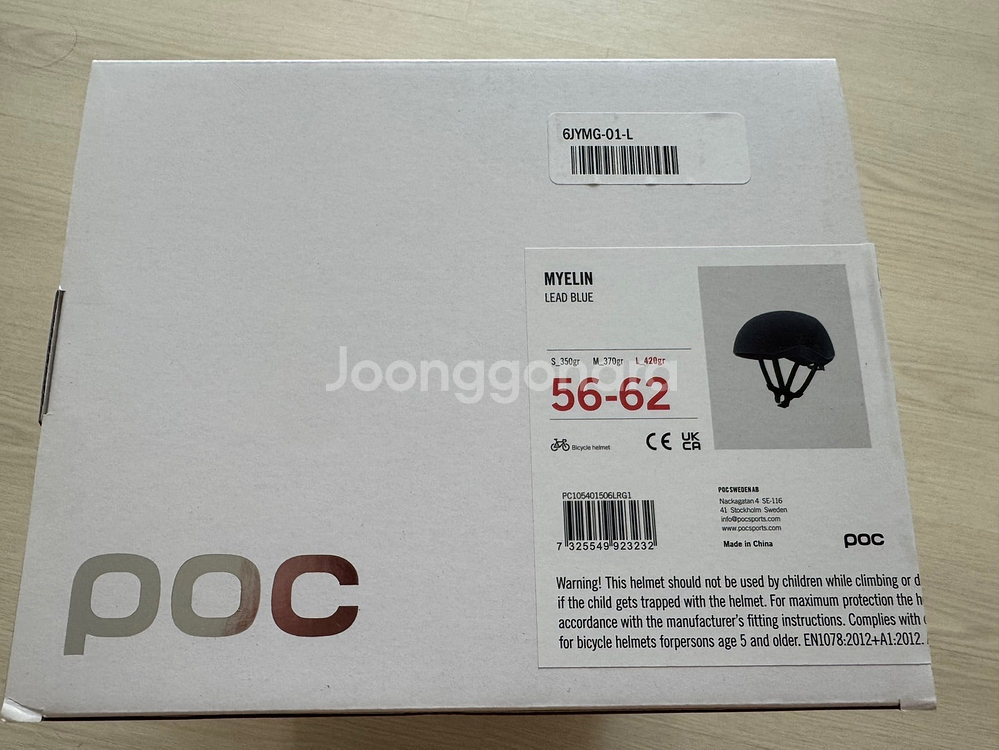 6JYMG-01-L
MYELIN
LEAD BLUE
S_350gr M_370gr L_420gr
Joonggonara
56-62
Bicycle helmet
CE UK CA
PC105401506LRG1
7 325549 923232
POC SWEDEN AB
Nackagatan 4 SE-116
41 Stockholm Sweden
info@pocsports.com
www.pocsports.com
Made in China
poc
poc
Warning! This helmet should not be used by children while climbing or
if the child gets trapped with the helmet. For maximum protection the
accordance with the manufacturer's fitting instructions. Complies with
for bicycle helmets forpersons age 5 and older. EN1078:2012+A1:2012.